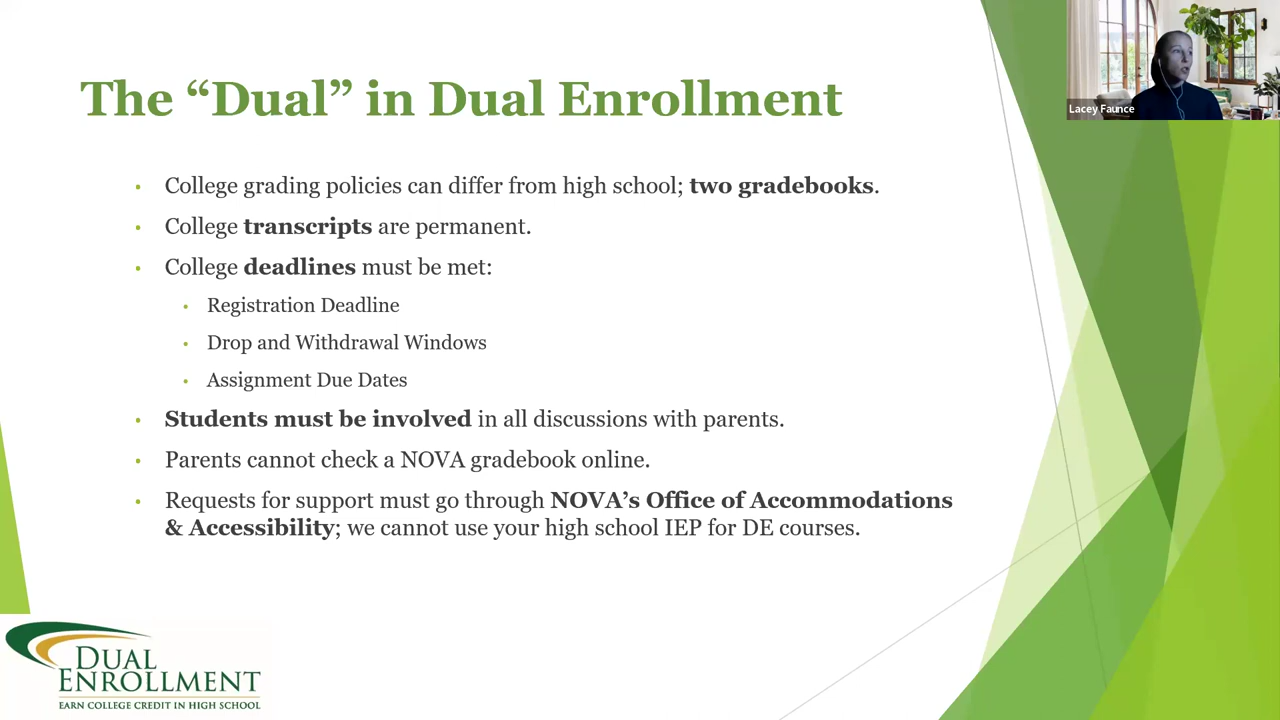 The “Dual” in Dual Enrollment
Lacey Faunce
College grading policies can differ from high school; two gradebooks.
College transcripts are permanent.
College deadlines must be met:
Registration Deadline
Drop and Withdrawal Windows
Assignment Due Dates
Students must be involved in all discussions with parents.
Parents cannot check a NOVA gradebook online.
Requests for support must go through NOVA’s Office of Accommodations
& Accessibility; we cannot use your high school IEP for DE courses.
DUAL
ENROLLMENT
EARN COLLEGE CREDIT IN HIGH SCHOOL